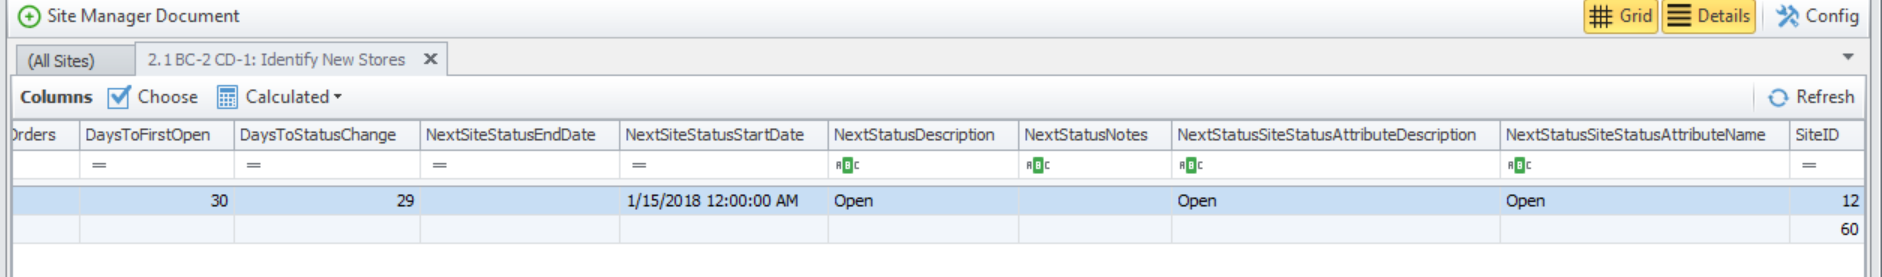 Site Manager Document Grid Details Config
(All Sites) 2.1 BC-2 CD-1: Identify New Stores
Columns Choose Calculated Refresh
Orders DaysToFirstOpen DaysToStatusChange NextSiteStatusEndDate NextSiteStatusStartDate NextStatusDescription NextStatusNotes NextStatusSiteStatusAttributeDescription NextStatusSiteStatusAttributeName SiteID
= = = = ABC ABC ABC ABC =
30 29 1/15/2018 12:00:00 AM Open Open Open 12
60